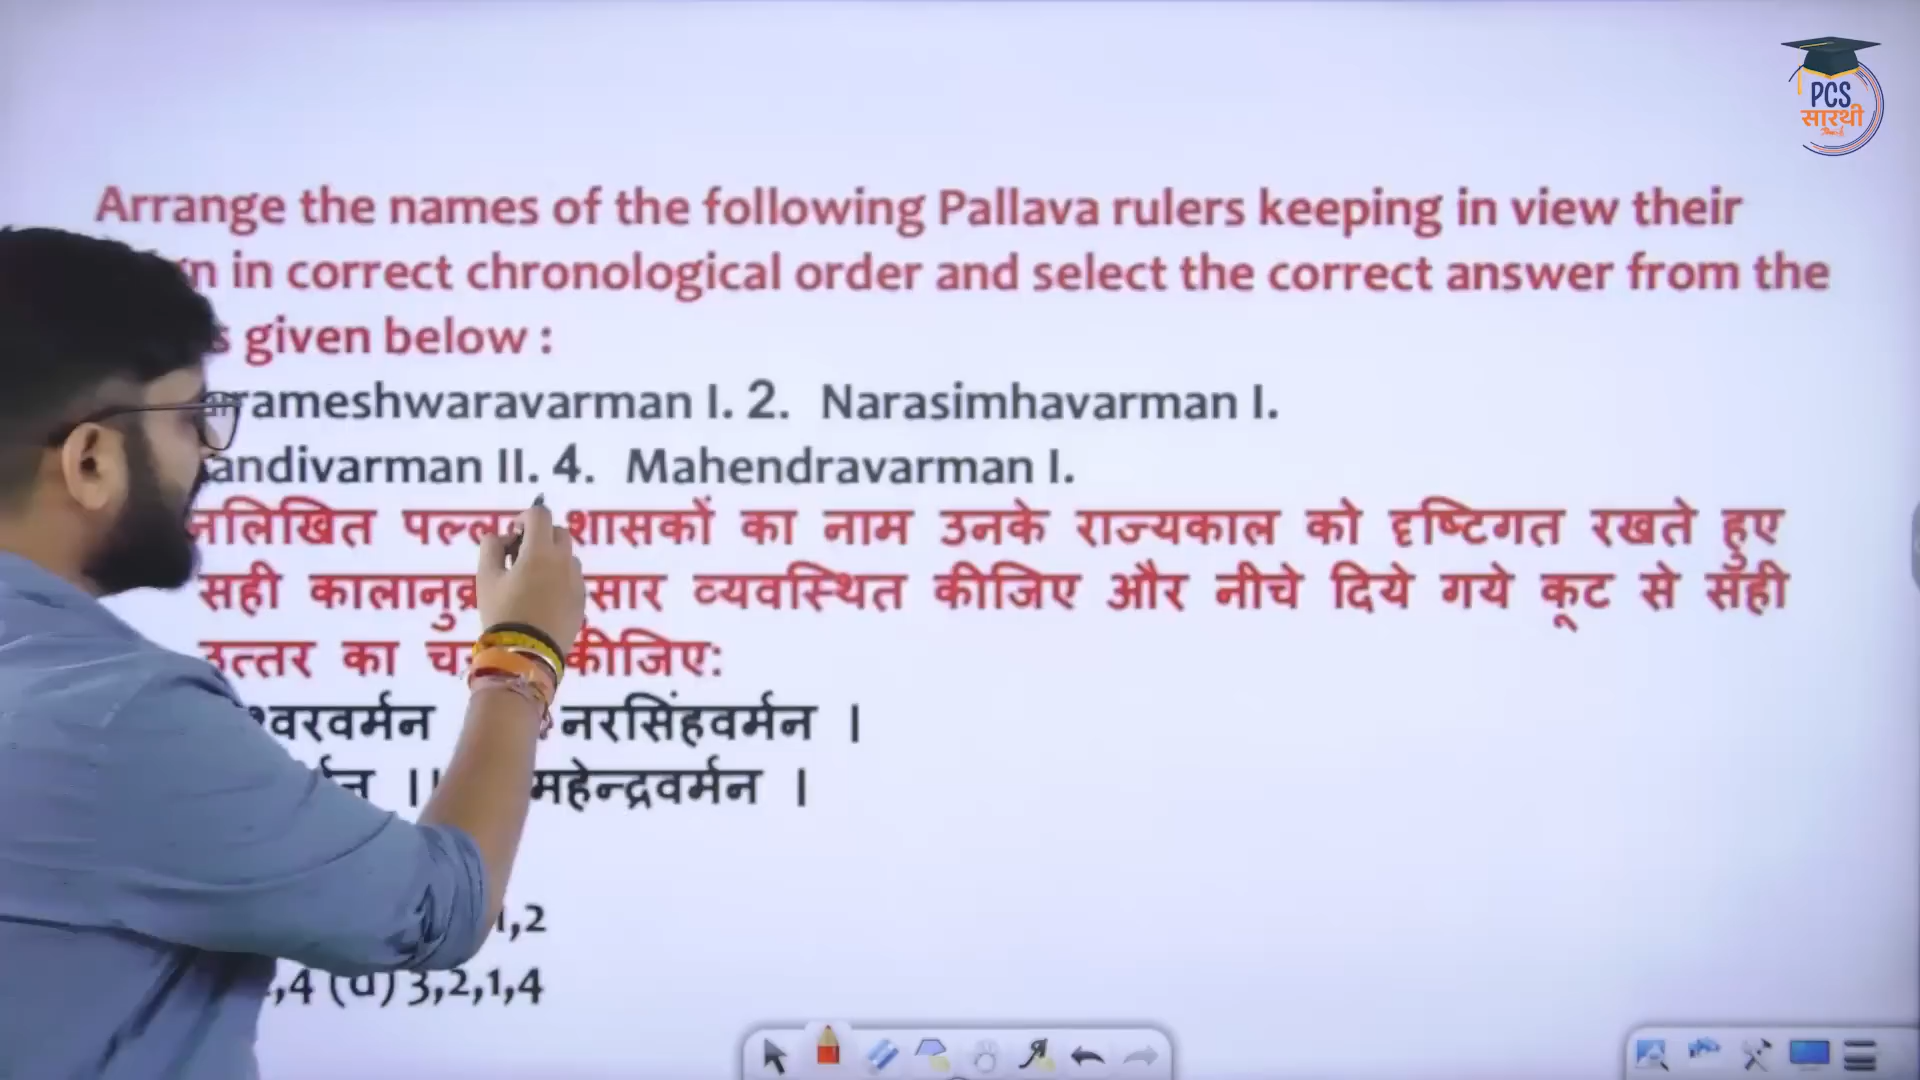 PCS
सारथी
Arrange the names of the following Pallava rulers keeping in view their
in correct chronological order and select the correct answer from the
given below :
rameshwaravarman I. 2. Narasimhavarman I.
andivarman II. 4. Mahendravarman I.
लिखित शासकों का नाम उनके राज्यकाल को दृष्टिगत रखते हुए
सही व्यवस्थित कीजिए और नीचे दिये गये कूट से सही
उत्तर का कीजिए:
श्वरवर्मन नरसिंहवर्मन |
|| महेन्द्रवर्मन |
1,2
,4 (d) 3,2,1,4